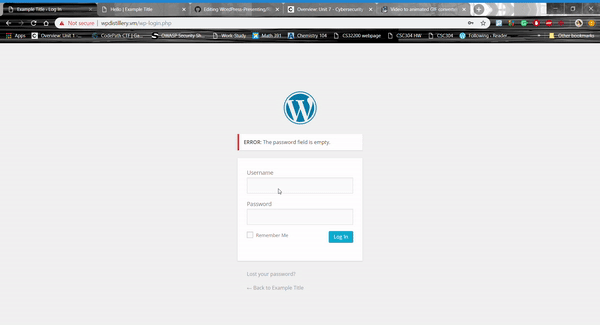 Example Title - Log In
Hello | Example Title
Editing WordPress-Presenting/
Overview: Unit 7 - Cybersecurity
Video to animated GIF converter
Not secure | wpdistillery.vm/wp-login.php
Apps
Overview: Unit 1
CodePath CTF | Ga
OWASP Security Sh
Work-Study
Math 201
Chemistry 104
CS32200 webpage
CSC304 HW
CSC304
Following - Reader
Other bookmarks
ERROR: The password field is empty.
Username
Password
Remember Me
Log In
Lost your password?
← Back to Example Title